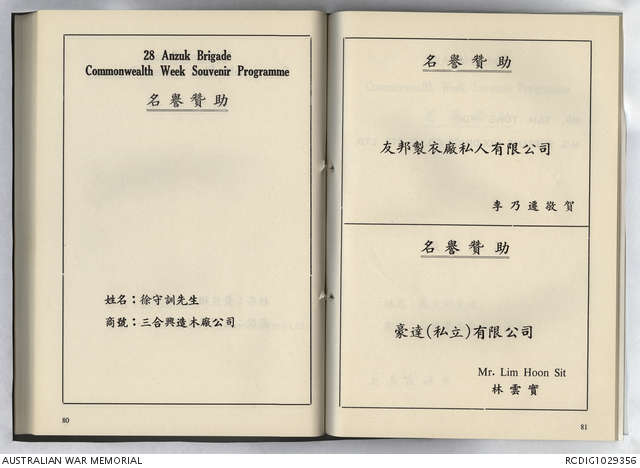 28 Anzuk Brigade
Commonwealth Week Souvenir Programme
名譽贊助
姓名：徐守訓先生
商號：三合興造木廠公司
80
名譽贊助
友邦製衣廠私人有限公司
李乃遷敬賀
名譽贊助
豪達(私立)有限公司
Mr. Lim Hoon Sit
林雲實
81
AUSTRALIAN WAR MEMORIAL
RCDIG1029356